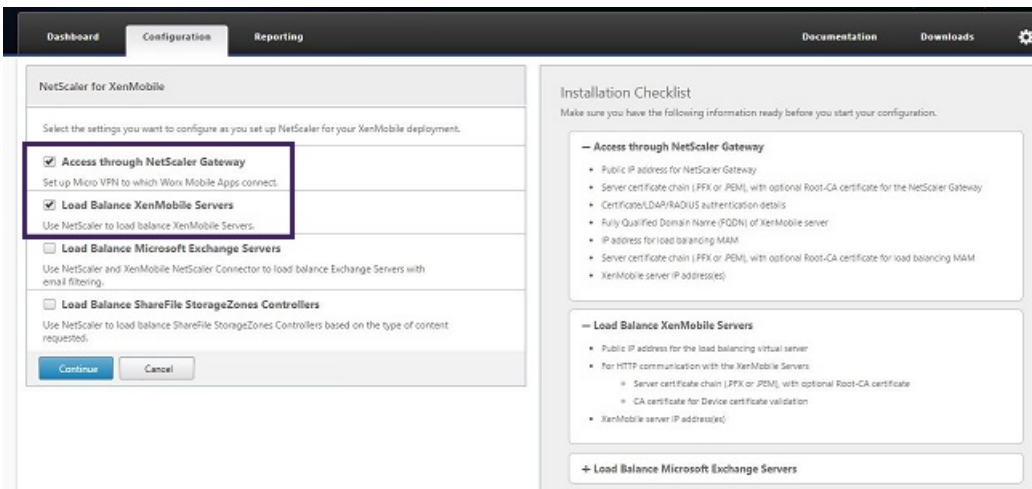 Dashboard
Configuration
Reporting
Documentation
Downloads
NetScaler for XenMobile
Select the settings you want to configure as you set up NetScaler for your XenMobile deployment.
Access through NetScaler Gateway
Set up Micro VPN to which Worx Mobile Apps connect.
Load Balance XenMobile Servers
Use NetScaler to load balance XenMobile Servers.
Load Balance Microsoft Exchange Servers
Use NetScaler and XenMobile NetScaler Connector to load balance Exchange Servers with
email filtering.
Load Balance ShareFile StorageZones Controllers
Use NetScaler to load balance ShareFile StorageZones Controllers based on the type of content
requested.
Continue
Cancel
Installation Checklist
Make sure you have the following information ready before you start your configuration.
— Access through NetScaler Gateway
• Public IP address for NetScaler Gateway
• Server certificate chain (.PFX or .PEM), with optional Root-CA certificate for the NetScaler Gateway
• Certificate/LDAP/RADIUS authentication details
• Fully Qualified Domain Name (FQDN) of XenMobile server
• IP address for load balancing MAM
• Server certificate chain (.PFX or .PEM), with optional Root-CA certificate for load balancing MAM
• XenMobile server IP address(es)
— Load Balance XenMobile Servers
• Public IP address for the load balancing virtual server
• For HTTP communication with the XenMobile Servers
Server certificate chain (.PFX or .PEM), with optional Root-CA certificate
CA certificate for Device certificate validation
• XenMobile server IP address(es)
+ Load Balance Microsoft Exchange Servers